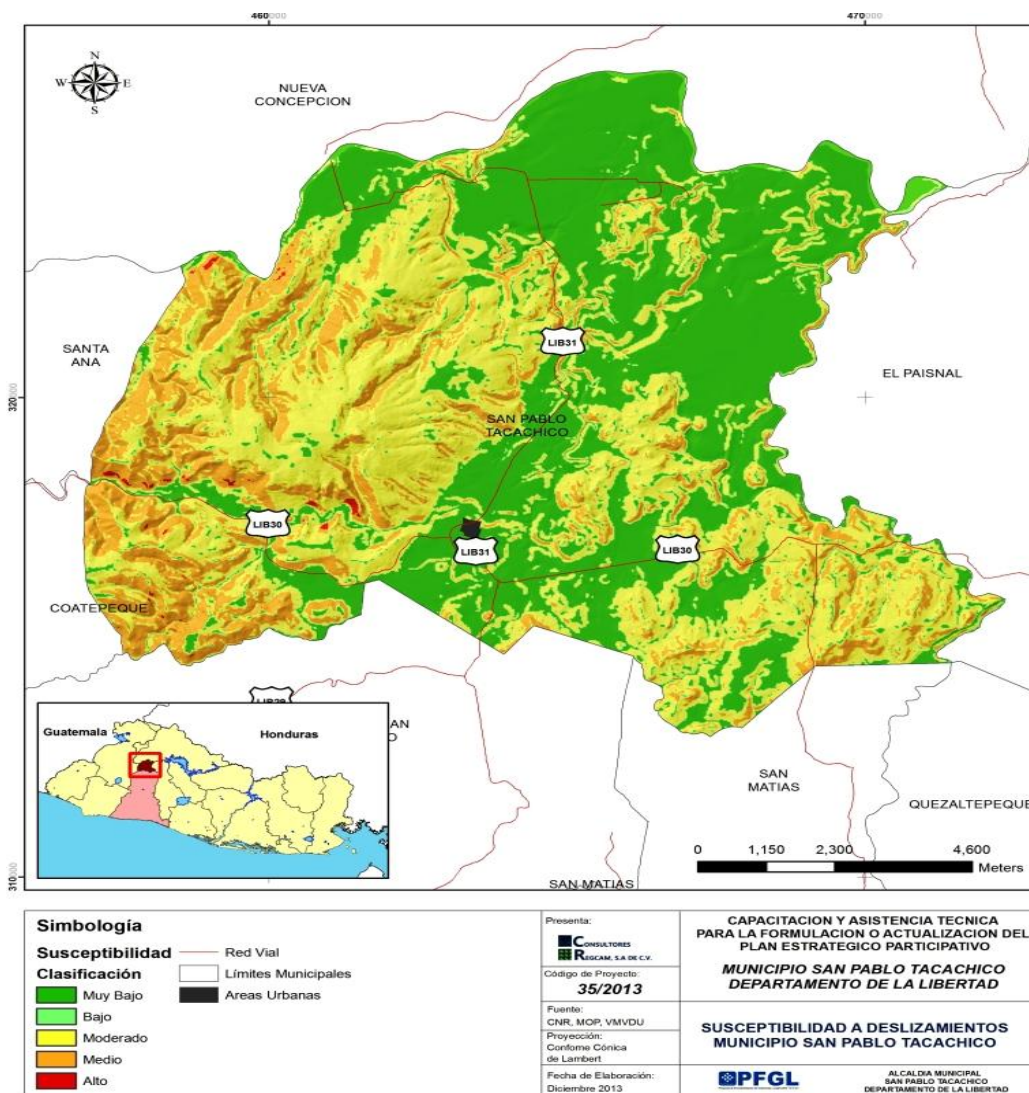 460000
470000
N
W E
S
NUEVA
CONCEPCION
SANTA
ANA
LIB31
EL PAISNAL
320000
SAN PABLO
TACACHICO
LIB30
LIB31
LIB30
COATEPEQUE
AN
O
Guatemala
Honduras
SAN
MATIAS
QUEZALTEPEQUE
0 1,150 2,300 4,600
Meters
SAN MATIAS
310000
Simbología
Susceptibilidad
Clasificación
Muy Bajo
Bajo
Moderado
Medio
Alto
Red Vial
Límites Municipales
Areas Urbanas
Presenta:
CONSULTORES
REGCAM, S.A DE C.V.
Código de Proyecto:
35/2013
Fuente:
CNR, MOP, VMVDU
Proyección:
Conforme Cónica
de Lambert
Fecha de Elaboración:
Diciembre 2013
CAPACITACION Y ASISTENCIA TECNICA
PARA LA FORMULACION O ACTUALIZACION DEL
PLAN ESTRATEGICO PARTICIPATIVO
MUNICIPIO SAN PABLO TACACHICO
DEPARTAMENTO DE LA LIBERTAD
SUSCEPTIBILIDAD A DESLIZAMIENTOS
MUNICIPIO SAN PABLO TACACHICO
PFGL
ALCALDIA MUNICIPAL
SAN PABLO TACACHICO
DEPARTAMENTO DE LA LIBERTAD